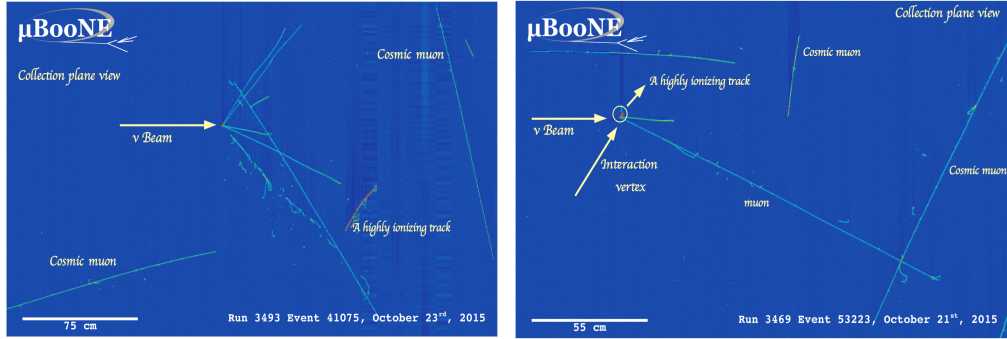 μBooNE
Collection plane view
Cosmic muon
ν Beam
A highly ionizing track
Cosmic muon
75 cm
Run 3493 Event 41075, October 23rd, 2015
μBooNE
Collection plane view
Cosmic muon
A highly ionizing track
ν Beam
Interaction
vertex
muon
Cosmic muon
55 cm
Run 3469 Event 53223, October 21st, 2015